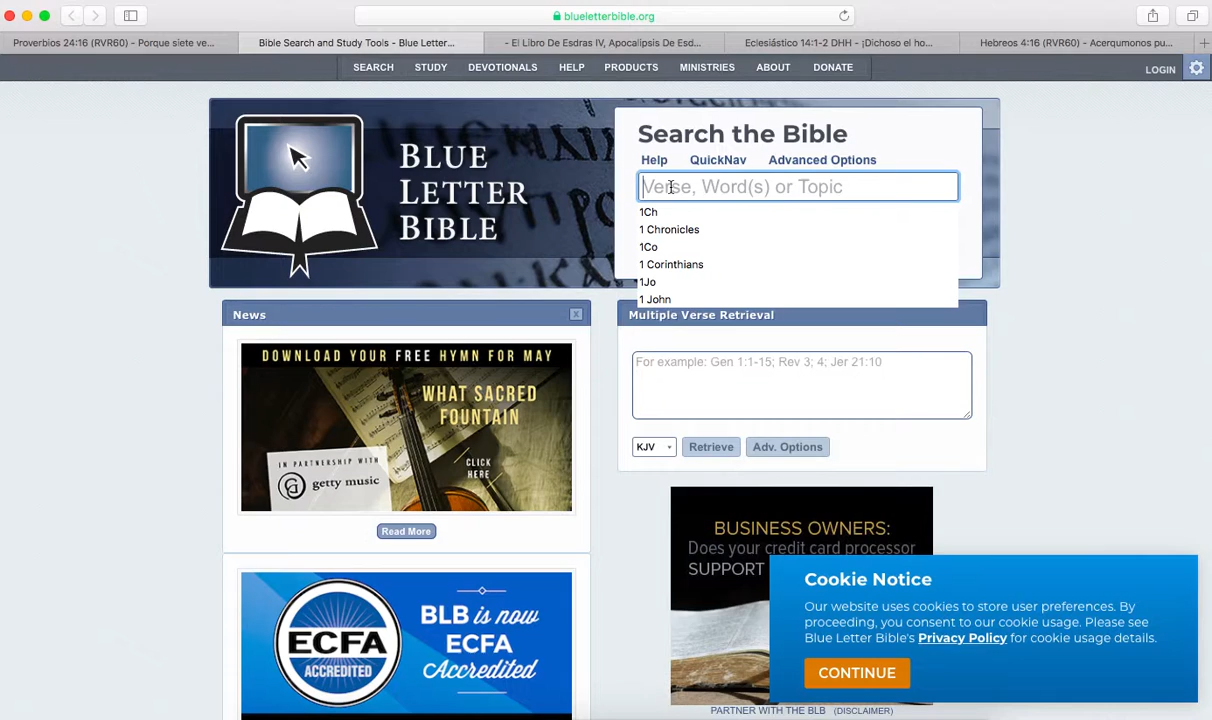 blueletterbible.org
Proverbios 24:16 (RVR60) - Porque siete ve...
Bible Search and Study Tools - Blue Letter...
- El Libro De Esdras IV, Apocalipsis De Esd...
Eclesiástico 14:1-2 DHH - ¡Dichoso el ho...
Hebreos 4:16 (RVR60) - Acerqumonos pu...
SEARCH STUDY DEVOTIONALS HELP PRODUCTS MINISTRIES ABOUT DONATE
LOGIN
BLUE
LETTER
BIBLE
Search the Bible
Help QuickNav Advanced Options
Verse, Word(s) or Topic
1Ch
1 Chronicles
1Co
1 Corinthians
1Jo
1 John
News
x
DOWNLOAD YOUR FREE HYMN FOR MAY
WHAT SACRED
FOUNTAIN
IN PARTNERSHIP WITH
G getty music
CLICK
HERE
Read More
ECFA
ACCREDITED
BLB is now
ECFA
Accredited
Multiple Verse Retrieval
For example: Gen 1:1-15; Rev 3; 4; Jer 21:10
KJV Retrieve Adv. Options
BUSINESS OWNERS:
Does your credit card processor
SUPPORT
PARTNER WITH THE BLB (DISCLAIMER)
Cookie Notice
Our website uses cookies to store user preferences. By
proceeding, you consent to our cookie usage. Please see
Blue Letter Bible's Privacy Policy for cookie usage details.
CONTINUE